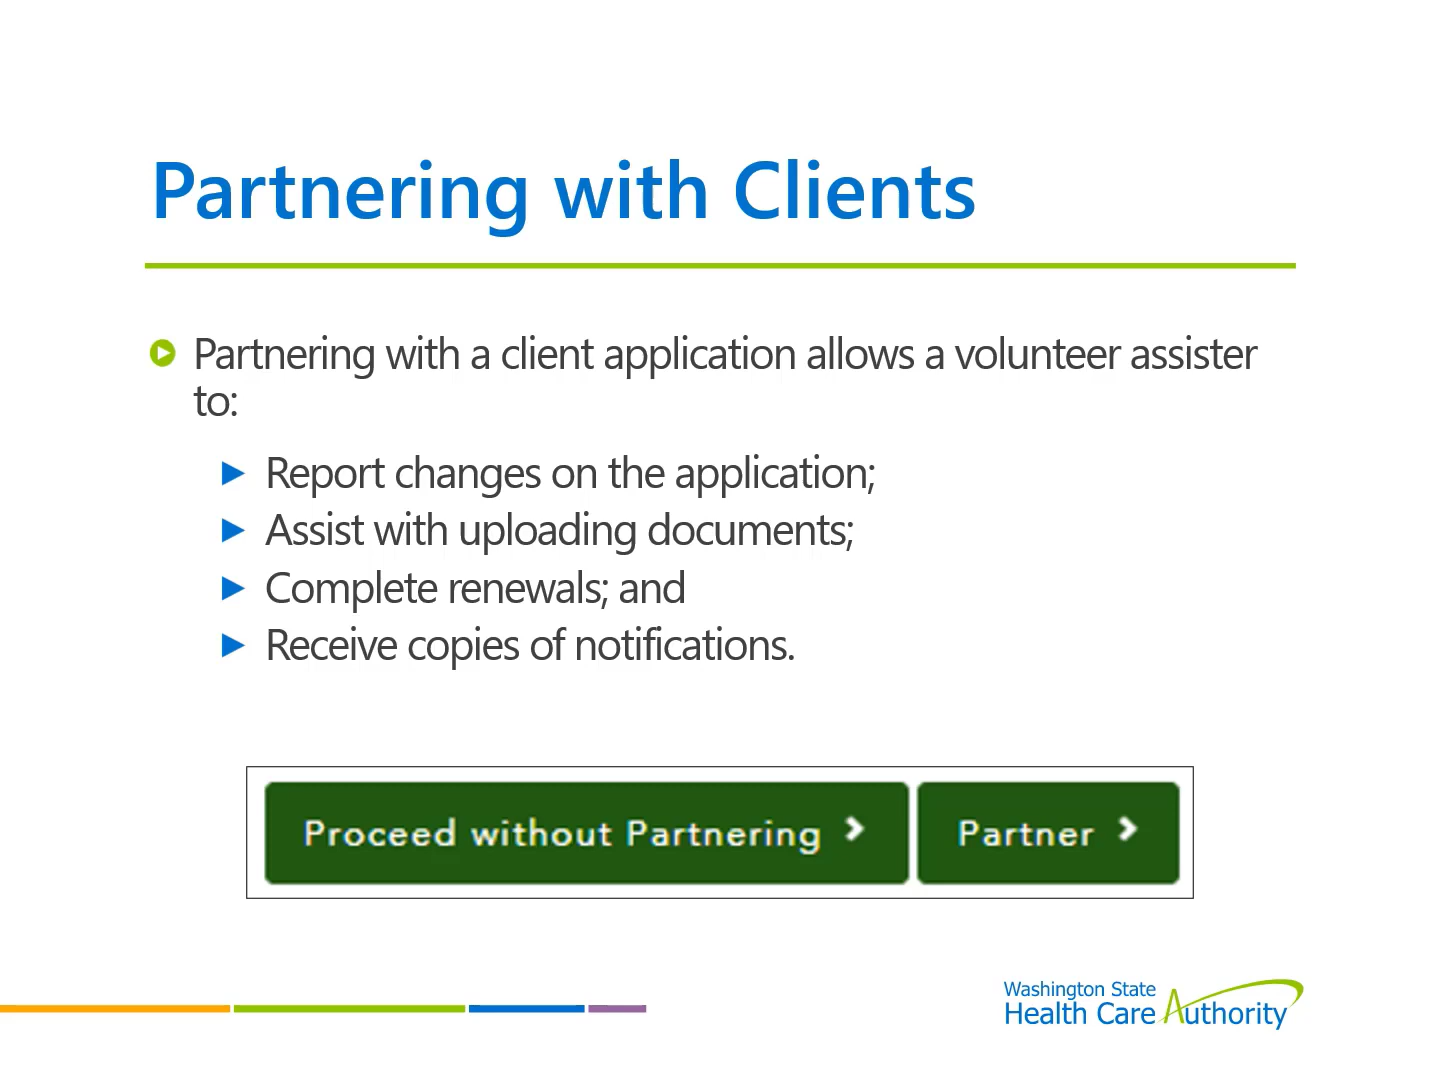 Partnering with Clients
Partnering with a client application allows a volunteer assister
to:
Report changes on the application;
Assist with uploading documents;
Complete renewals; and
Receive copies of notifications.
Proceed without Partnering
Partner
Washington State
Health Care Authority